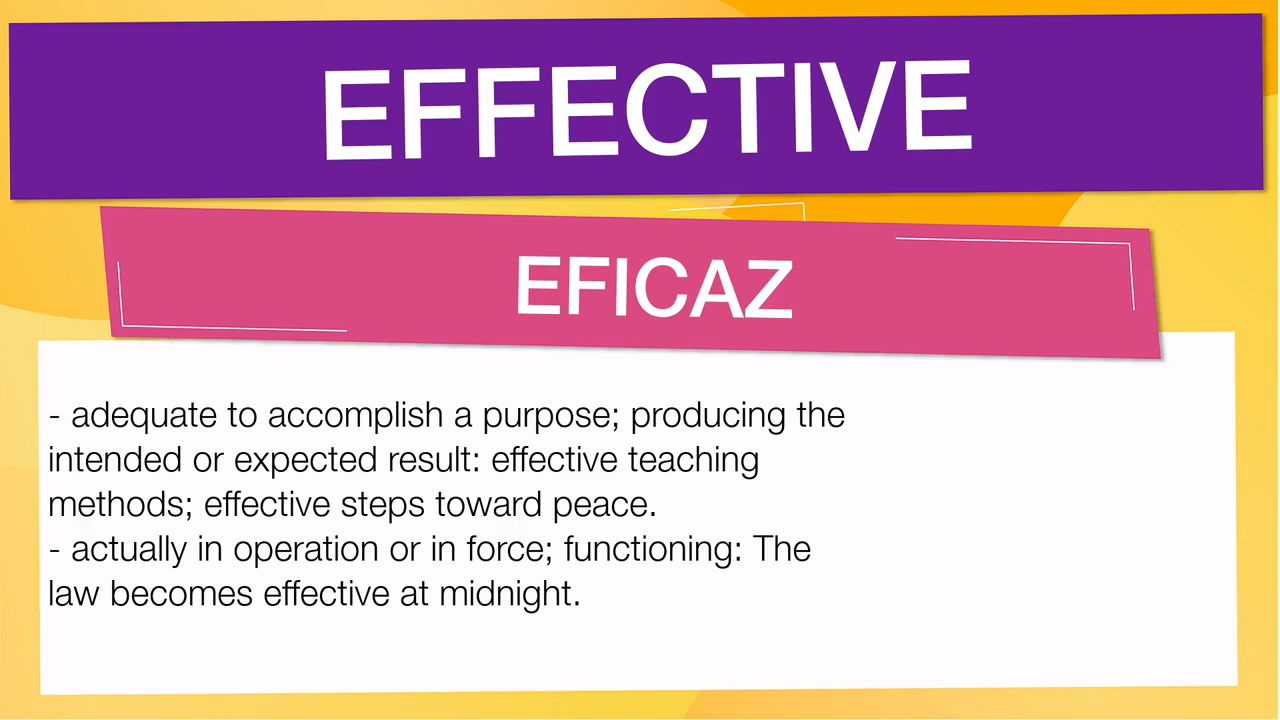 EFFECTIVE
EFICAZ
- adequate to accomplish a purpose; producing the
intended or expected result: effective teaching
methods; effective steps toward peace.
- actually in operation or in force; functioning: The
law becomes effective at midnight.